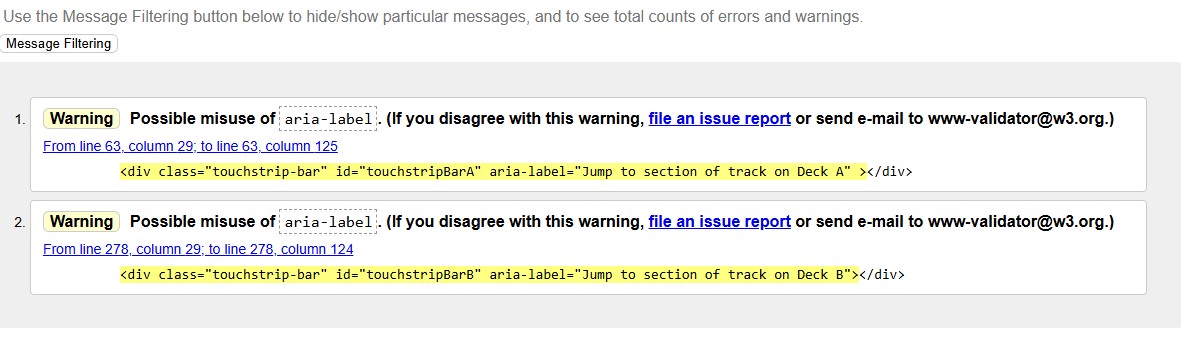 Use the Message Filtering button below to hide/show particular messages, and to see total counts of errors and warnings.
Message Filtering
1. Warning Possible misuse of aria-label. (If you disagree with this warning, file an issue report or send e-mail to www-validator@w3.org.)
From line 63, column 29; to line 63, column 125
<div class="touchstrip-bar" id="touchstripBarA" aria-label="Jump to section of track on Deck A" ></div>
2. Warning Possible misuse of aria-label. (If you disagree with this warning, file an issue report or send e-mail to www-validator@w3.org.)
From line 278, column 29; to line 278, column 124
<div class="touchstrip-bar" id="touchstripBarB" aria-label="Jump to section of track on Deck B"></div>